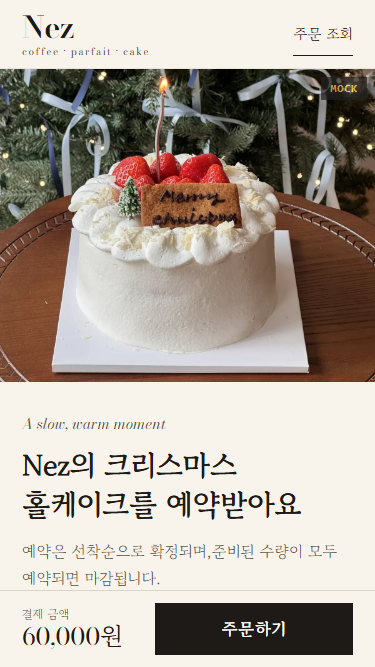 Nez
coffee · parfait · cake
주문 조회
MOCK
Merry
A slow, warm moment
Nez의 크리스마스
홀케이크를 예약받아요
예약은 선착순으로 확정되며,준비된 수량이 모두
예약되면 마감됩니다.
결제 금액
60,000원
주문하기